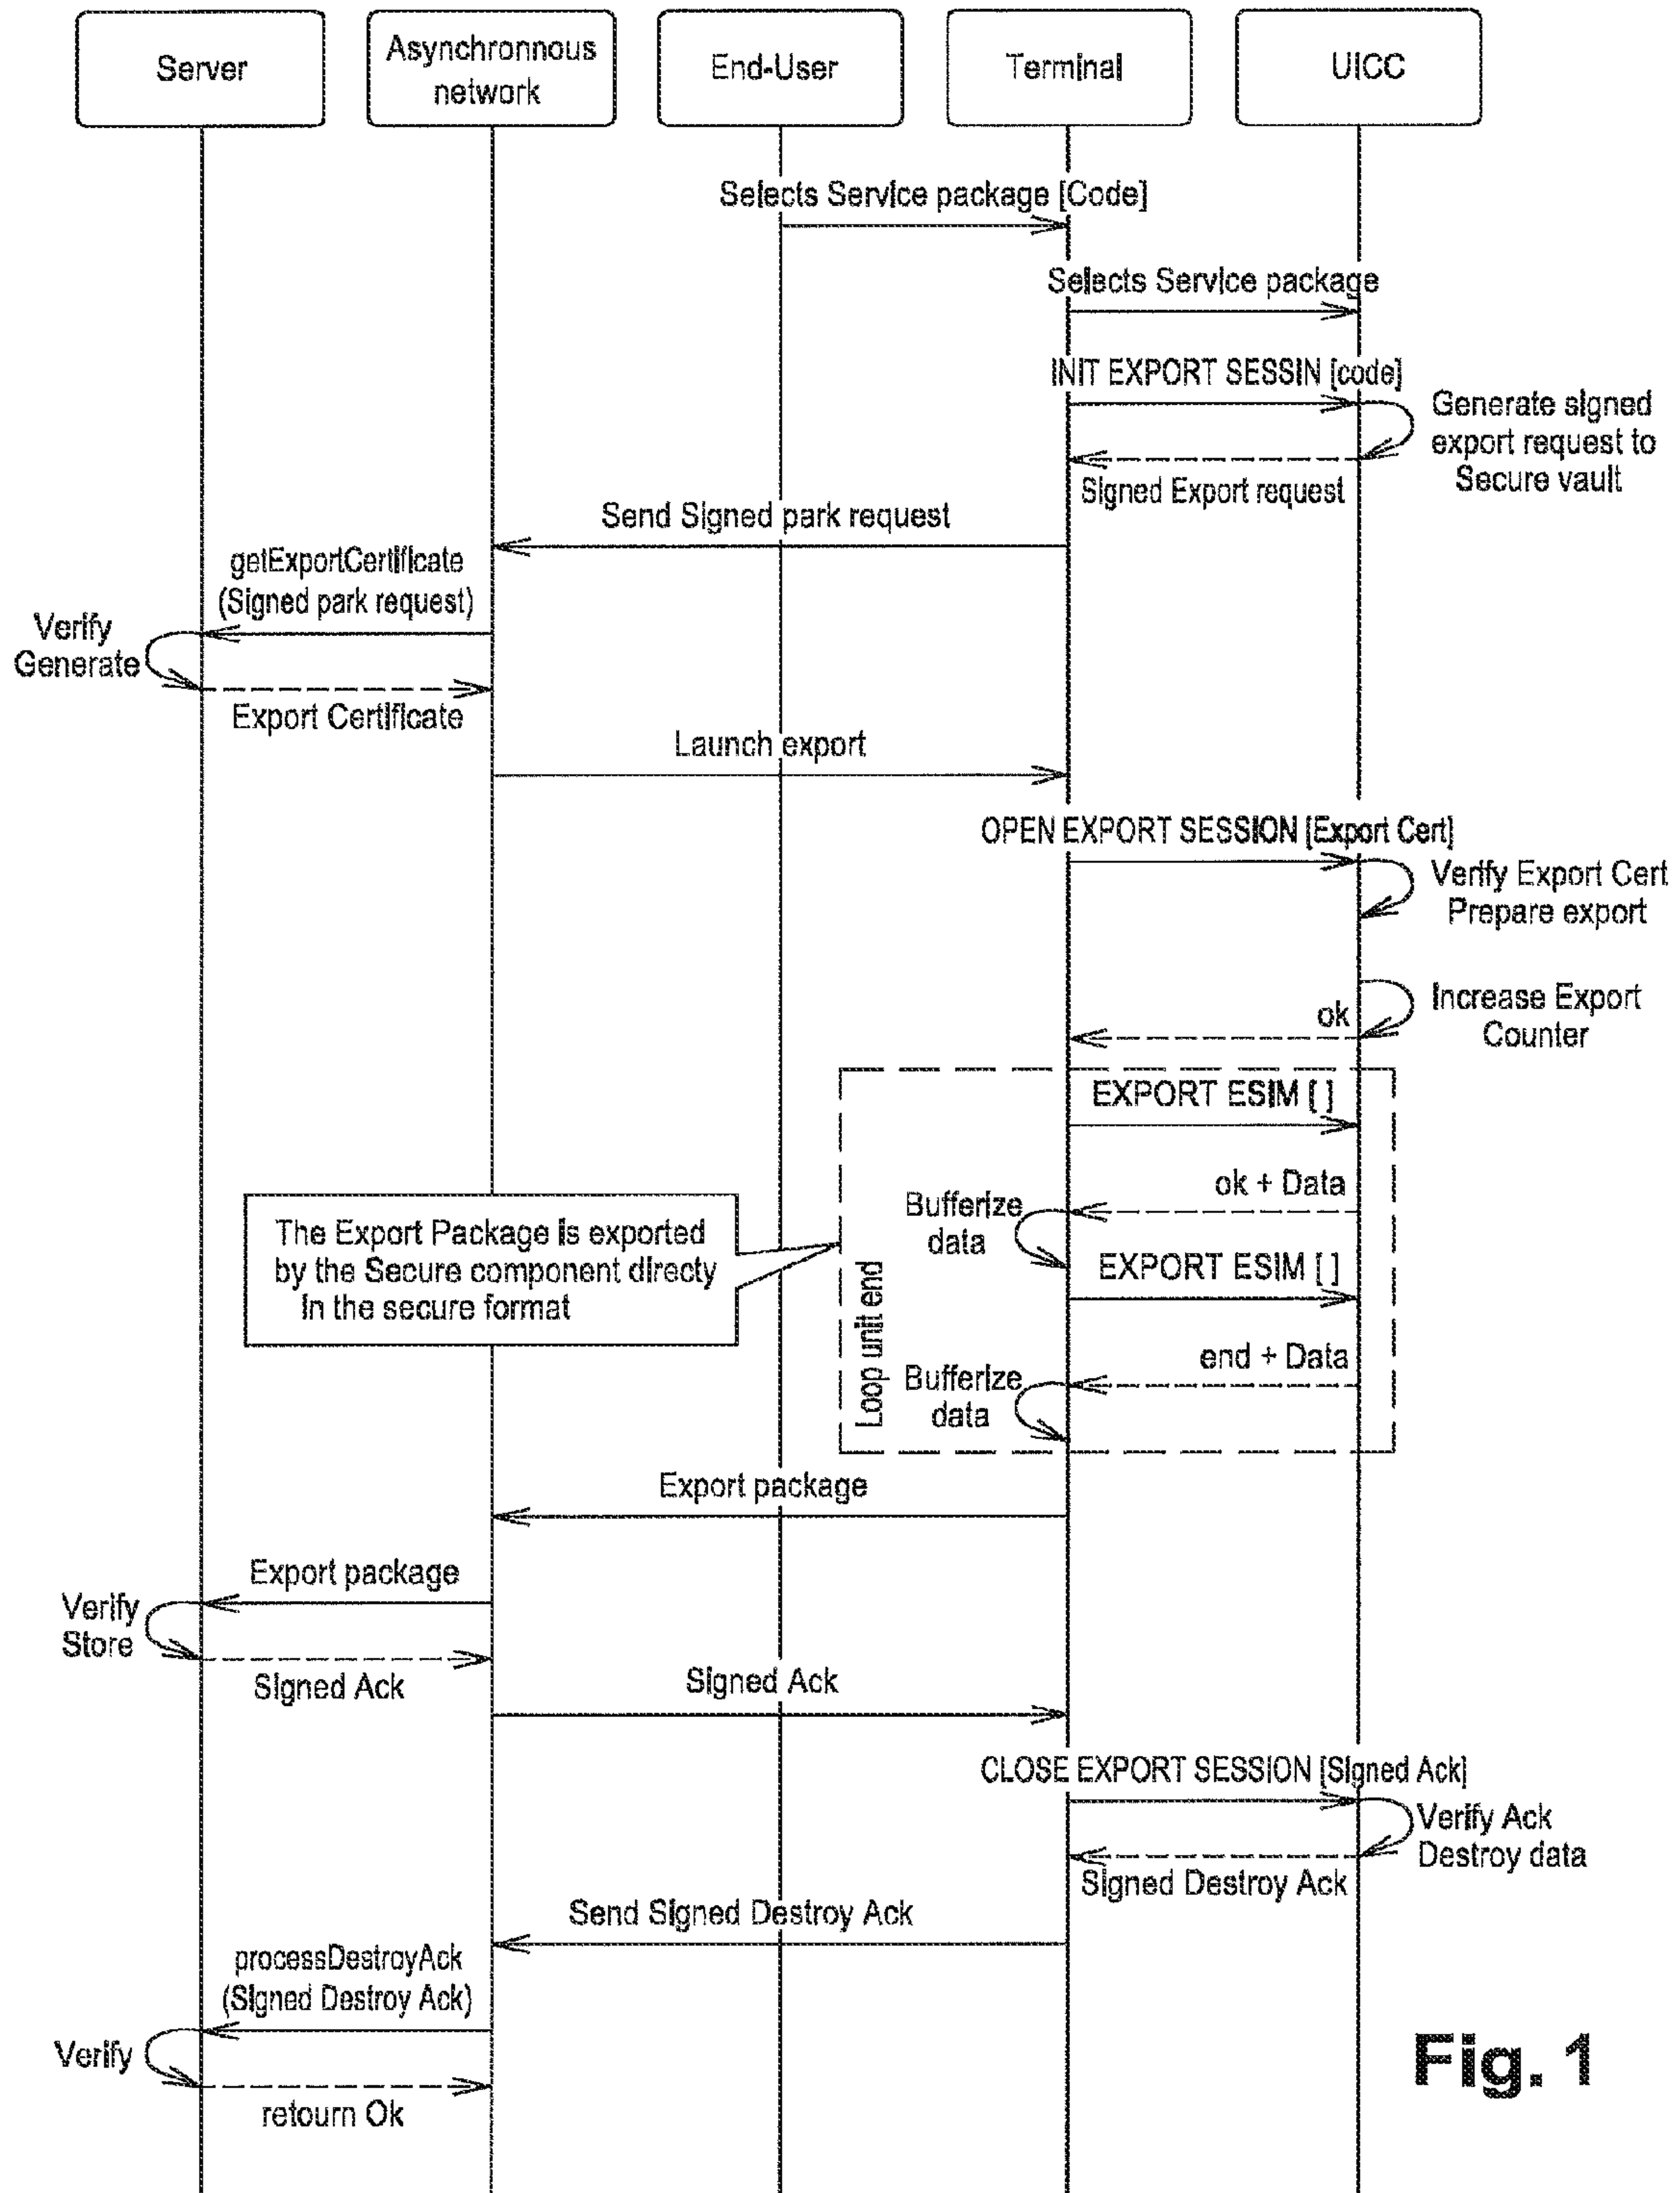 Server
Asynchronnous
network
End-User
Terminal
UICC
Selects Service package [Code]
Selects Service package
INIT EXPORT SESSIN [code]
Generate signed
export request to
Secure vault
Signed Export request
Send Signed park request
getExportCertificate
(Signed park request)
Verify
Generate
Export Certificate
Launch export
OPEN EXPORT SESSION [Export Cert]
Verify Export Cert
Prepare export
Increase Export
Counter
ok
EXPORT ESIM [ ]
ok + Data
Bufferize
data
The Export Package is exported
by the Secure component directy
in the secure format
EXPORT ESIM [ ]
Loop unit end
end + Data
Bufferize
data
Export package
Export package
Verify
Store
Signed Ack
Signed Ack
CLOSE EXPORT SESSION [Signed Ack]
Verify Ack
Destroy data
Signed Destroy Ack
Send Signed Destroy Ack
processDestroyAck
(Signed Destroy Ack)
Verify
retourn Ok
Fig. 1